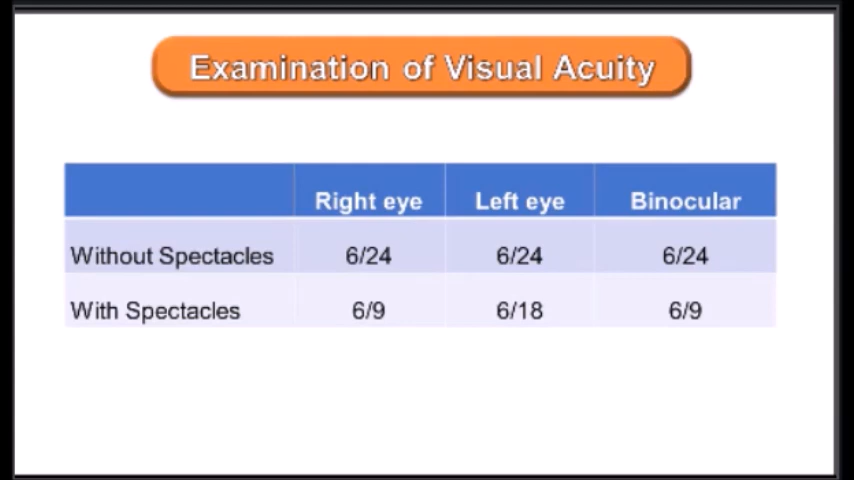 Examination of Visual Acuity
Right eye Left eye Binocular
Without Spectacles 6/24 6/24 6/24
With Spectacles 6/9 6/18 6/9